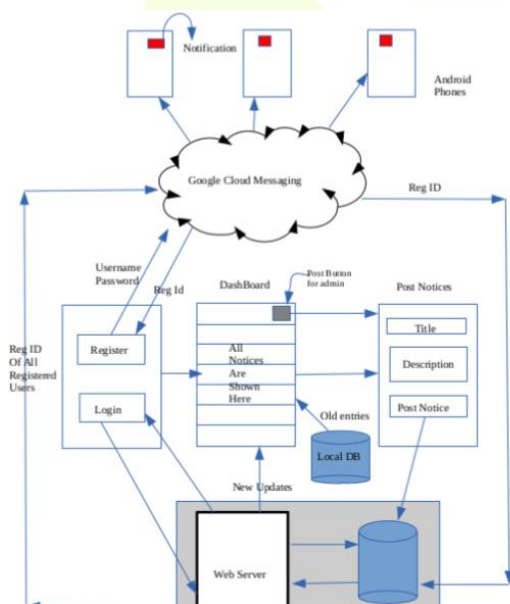 Notification
Android
Phones
Google Cloud Messaging
Reg ID
Username
Password
Reg Id
DashBoard
Post Button
for admin
Post Notices
Reg ID
Of All
Registered
Users
Register
Login
All
Notices
Are
Shown
Here
Title
Description
Post Notice
Old entries
Local DB
New Updates
Web Server